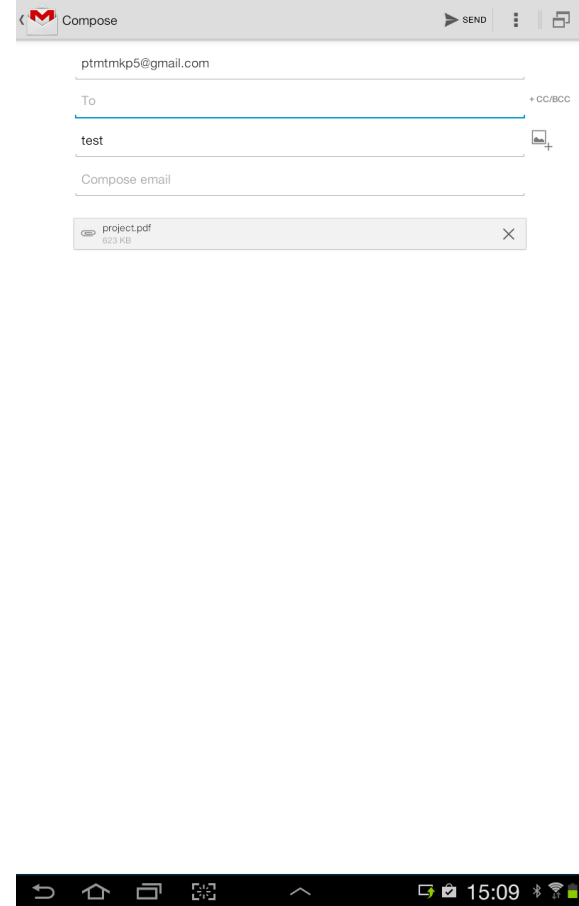 Compose
SEND
ptmtmkp5@gmail.com
To
+ CC/BCC
test
Compose email
project.pdf
623 KB
15:09